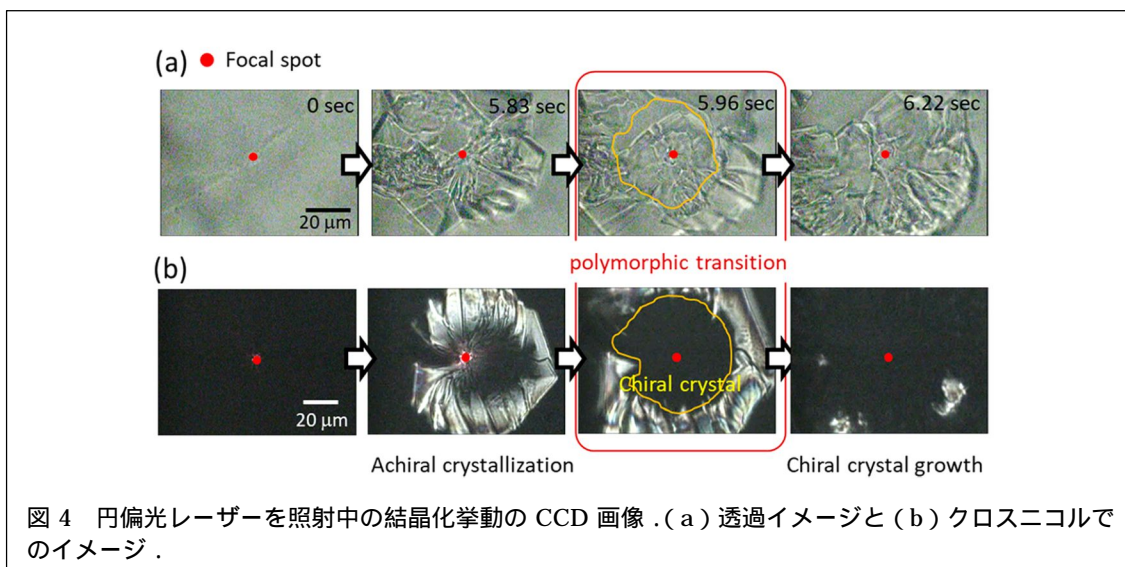 (a) ● Focal spot
0 sec
5.83 sec
5.96 sec
6.22 sec
20 μm
polymorphic transition
(b)
Chiral crystal
20 μm
Achiral crystallization
Chiral crystal growth
図 4 円偏光レーザーを照射中の結晶化挙動の CCD 画像 .( a ) 透過イメージと ( b ) クロスニコルで
のイメージ .